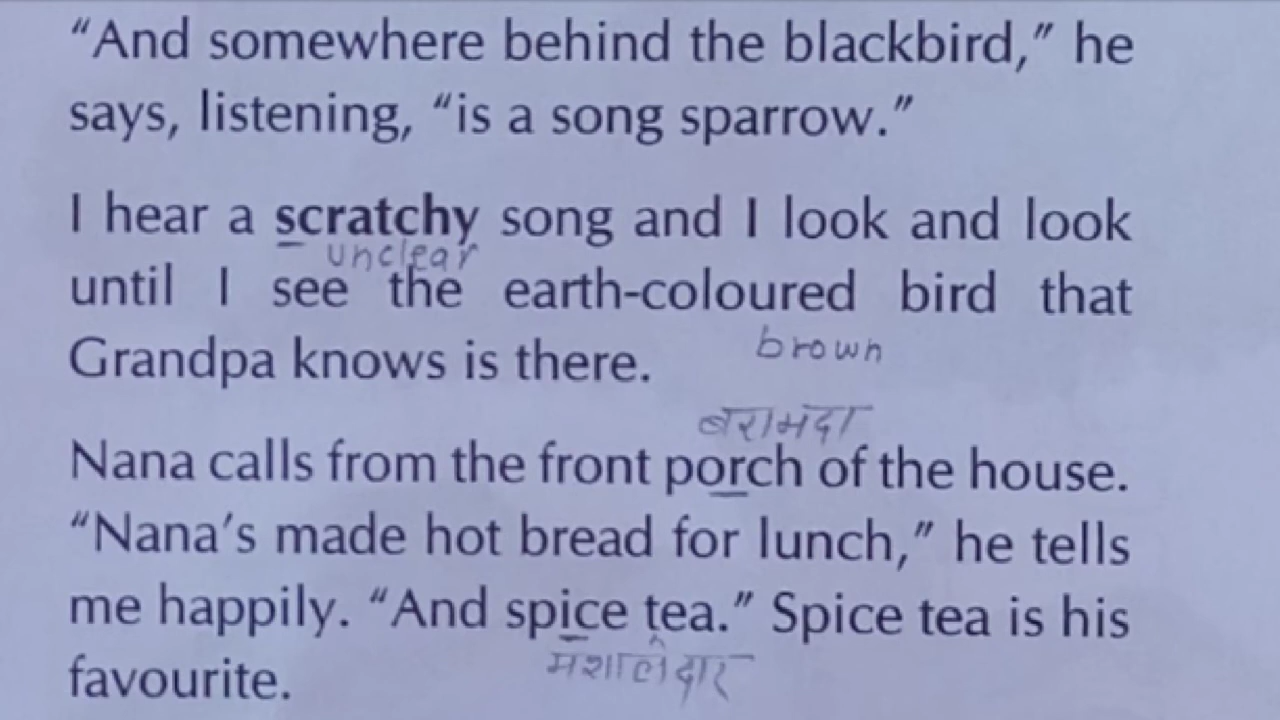 “And somewhere behind the blackbird,” he
says, listening, “is a song sparrow.”
I hear a scratchy song and I look and look
unclear
until I see the earth-coloured bird that
brown
Grandpa knows is there.
बरामदा
Nana calls from the front porch of the house.
“Nana’s made hot bread for lunch,” he tells
me happily. “And spice tea.” Spice tea is his
मशालेदार
favourite.